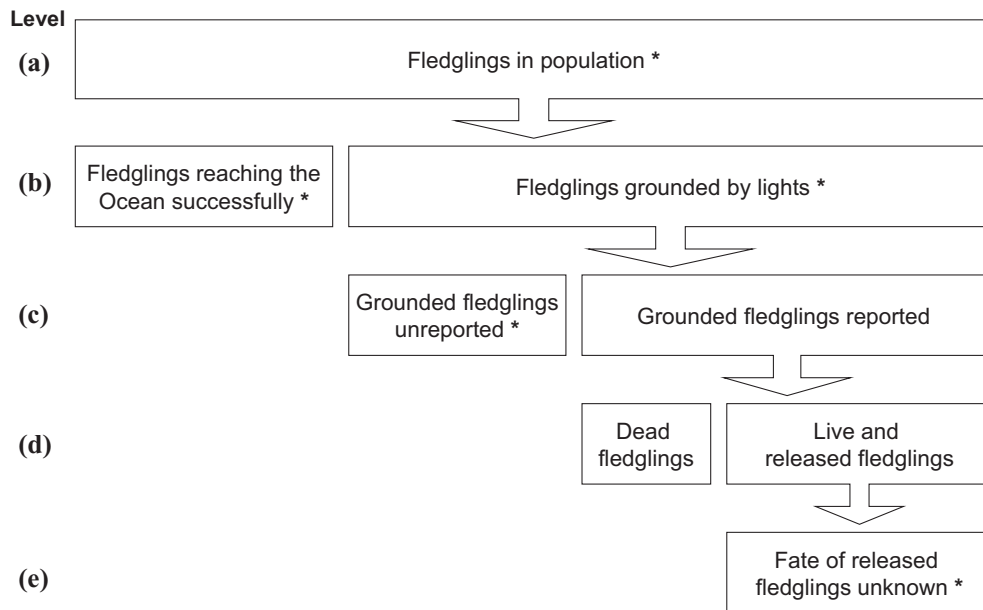 Level
(a)
Fledglings in population *
(b)
Fledglings reaching the
Ocean successfully *
Fledglings grounded by lights *
(c)
Grounded fledglings
unreported *
Grounded fledglings reported
(d)
Dead
fledglings
Live and
released fledglings
(e)
Fate of released
fledglings unknown *